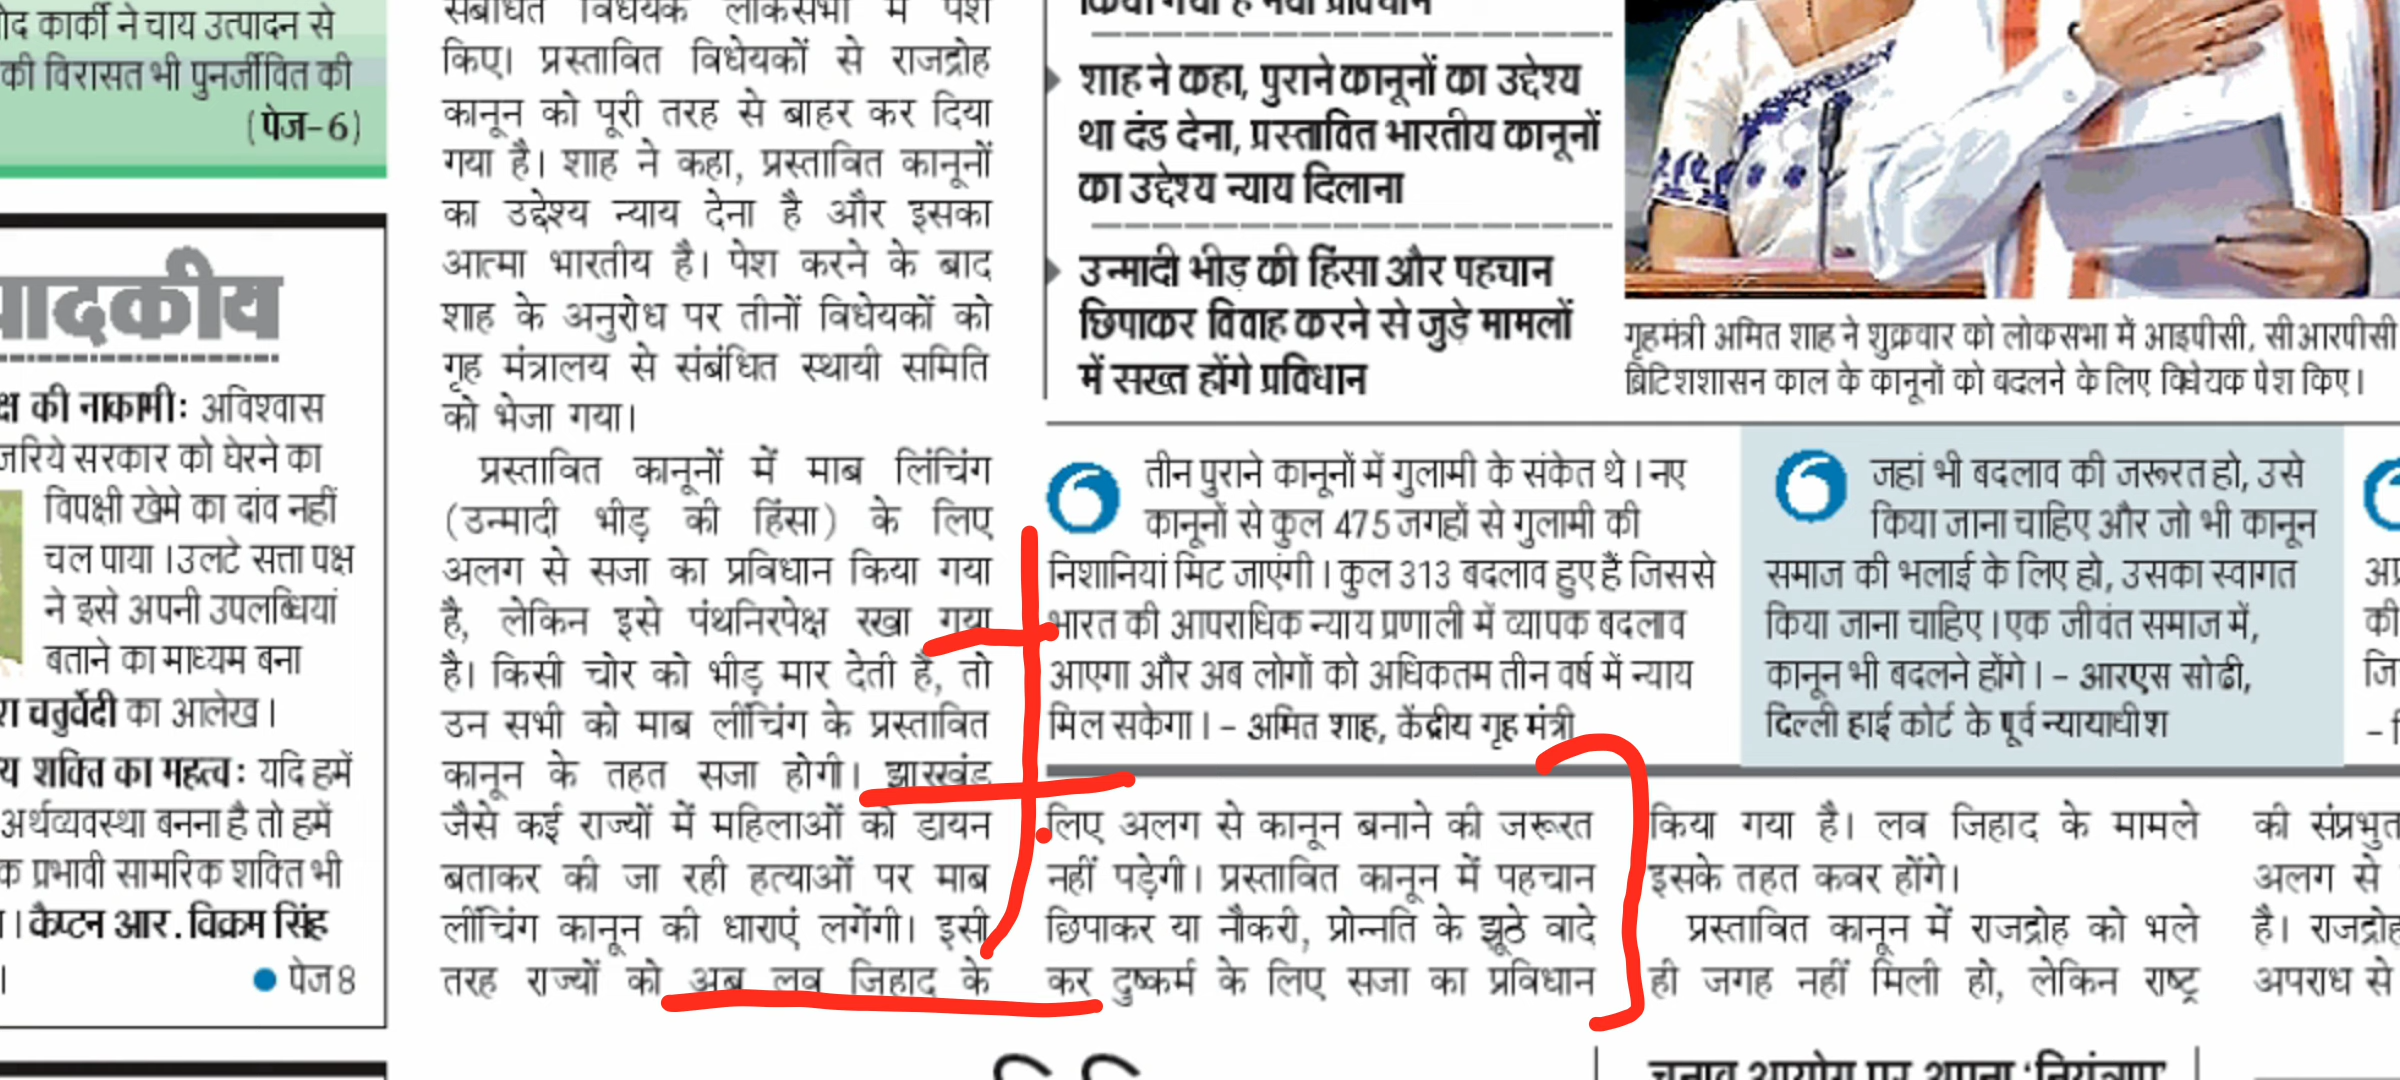 कार्की ने चाय उत्पादन से
की विरासत भी पुनर्जीवित की
(पेज-6)
की नाकामी: अविश्वास
जरिये सरकार को घेरने का
विपक्षी खेमे का दांव नहीं
चल पाया। उलटे सत्ता पक्ष
ने इसे अपनी उपलब्धियां
बताने का माध्यम बना
चतुर्वेदी का आलेख।
शक्ति का महत्व: यदि हमें
अर्थव्यवस्था बनना है तो हमें
प्रभावी सामरिक शक्ति भी
कैप्टन आर. विक्रम सिंह
पेज 8
संबंधित विधेयक लोकसभा में पेश
किए। प्रस्तावित विधेयकों से राजद्रोह
कानून को पूरी तरह से बाहर कर दिया
गया है। शाह ने कहा, प्रस्तावित कानूनों
का उद्देश्य न्याय देना है और इसका
आत्मा भारतीय है। पेश करने के बाद
शाह के अनुरोध पर तीनों विधेयकों को
गृह मंत्रालय से संबंधित स्थायी समिति
को भेजा गया।
प्रस्तावित कानूनों में माब लिंचिंग
(उन्मादी भीड़ की हिंसा) के लिए
अलग से सजा का प्रविधान किया गया
है, लेकिन इसे पंथनिरपेक्ष रखा गया
है। किसी चोर को भीड़ मार देती है, तो
उन सभी को माब लींचिंग के प्रस्तावित
कानून के तहत सजा होगी। झारखंड
जैसे कई राज्यों में महिलाओं को डायन
बताकर की जा रही हत्याओं पर माब
लींचिंग कानून की धाराएं लगेंगी। इसी
तरह राज्यों को अब लव जिहाद के
किया गया है नया प्रविधान
शाह ने कहा, पुराने कानूनों का उद्देश्य
था दंड देना, प्रस्तावित भारतीय कानूनों
का उद्देश्य न्याय दिलाना
उन्मादी भीड़ की हिंसा और पहचान
छिपाकर विवाह करने से जुड़े मामलों
में सख्त होंगे प्रविधान
गृहमंत्री अमित शाह ने शुक्रवार को लोकसभा में आइपीसी, सीआरपीसी
ब्रिटिश शासन काल के कानूनों को बदलने के लिए विधेयक पेश किए।
तीन पुराने कानूनों में गुलामी के संकेत थे। नए
कानूनों से कुल 475 जगहों से गुलामी की
निशानियां मिट जाएंगी। कुल 313 बदलाव हुए हैं जिससे
भारत की आपराधिक न्याय प्रणाली में व्यापक बदलाव
आएगा और अब लोगों को अधिकतम तीन वर्ष में न्याय
मिल सकेगा। - अमित शाह, केंद्रीय गृह मंत्री
जहां भी बदलाव की जरूरत हो, उसे
किया जाना चाहिए और जो भी कानून
समाज की भलाई के लिए हो, उसका स्वागत
किया जाना चाहिए। एक जीवंत समाज में,
कानून भी बदलने होंगे। - आरएस सोढी,
दिल्ली हाई कोर्ट के पूर्व न्यायाधीश
लिए अलग से कानून बनाने की जरूरत
नहीं पड़ेगी। प्रस्तावित कानून में पहचान
छिपाकर या नौकरी, प्रोन्नति के झूठे वादे
कर दुष्कर्म के लिए सजा का प्रविधान
किया गया है। लव जिहाद के मामले
इसके तहत कवर होंगे।
प्रस्तावित कानून में राजद्रोह को भले
ही जगह नहीं मिली हो, लेकिन राष्ट्र
की
अलग से
है। राजद्रोह
अपराध से